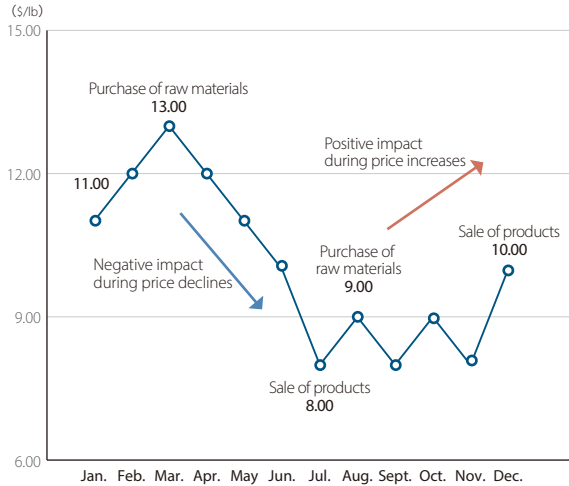 ($/lb)
15.00
Purchase of raw materials
13.00
Positive impact
during price increases
12.00
11.00
Sale of products
10.00
Purchase of
raw materials
9.00
Negative impact
during price declines
9.00
Sale of products
8.00
6.00
Jan. Feb. Mar. Apr. May Jun. Jul. Aug. Sept. Oct. Nov. Dec.